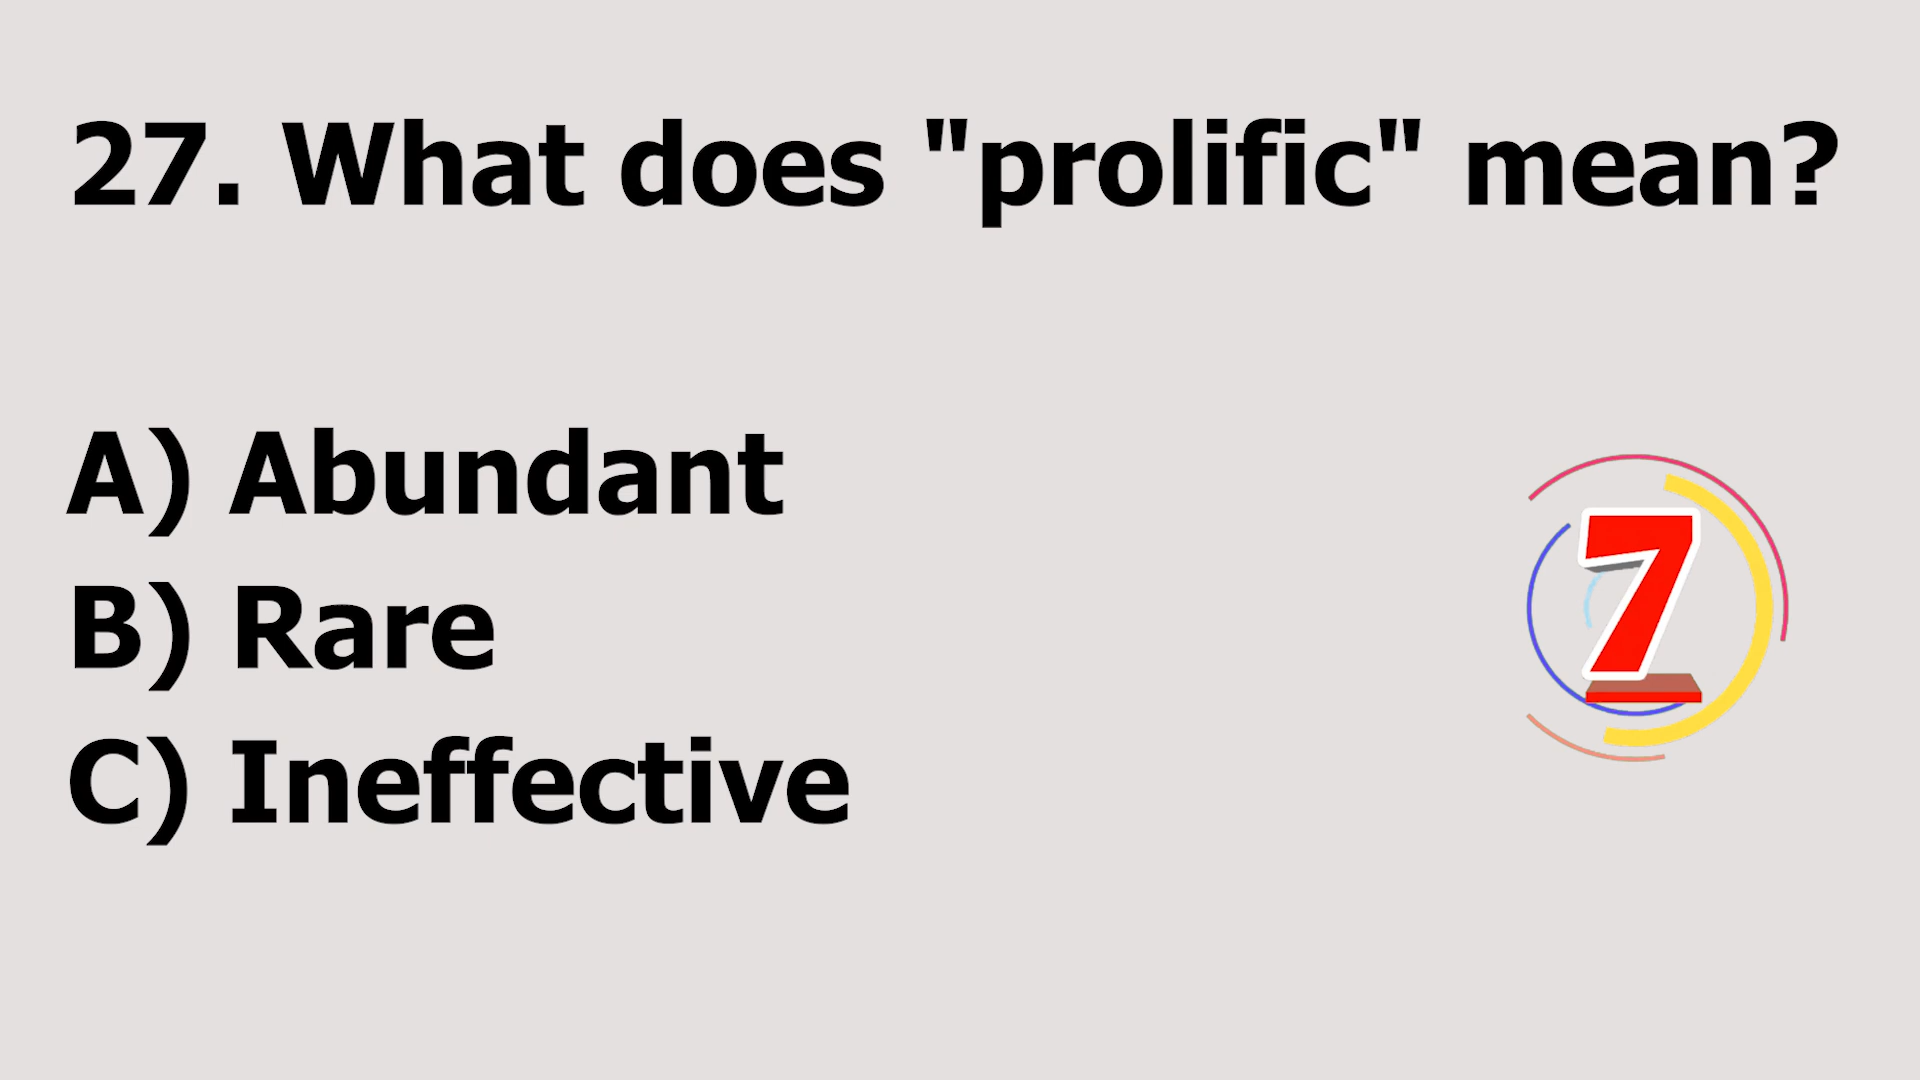 27. What does "prolific" mean?
A) Abundant
B) Rare
C) Ineffective
7